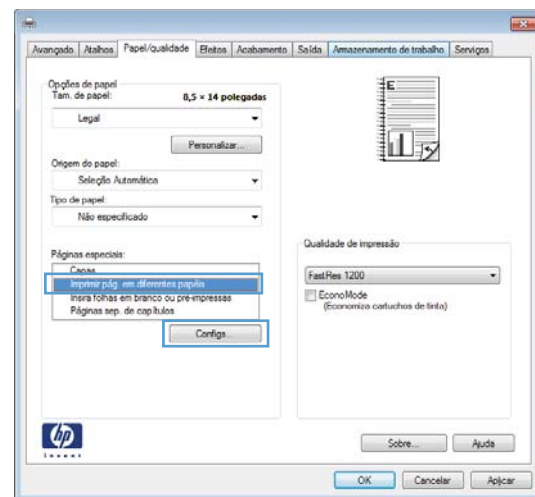 Avançado Atalhos Papel/qualidade Efeitos Acabamento Saída Armazenamento de trabalho Serviços
Opções de papel
Tam. de papel: 8,5 × 14 polegadas
Legal
Personalizar...
Origem do papel:
Seleção Automática
Tipo de papel:
Não especificado
Páginas especiais:
Capas
Imprimir pág. em diferentes papéis
Insira folhas em branco ou pré-impressas
Páginas sep. de capítulos
Configs...
E
Qualidade de impressão
FastRes 1200
EconoMode
(Economiza cartuchos de tinta)
hp
invent
Sobre... Ajuda
OK Cancelar Aplicar